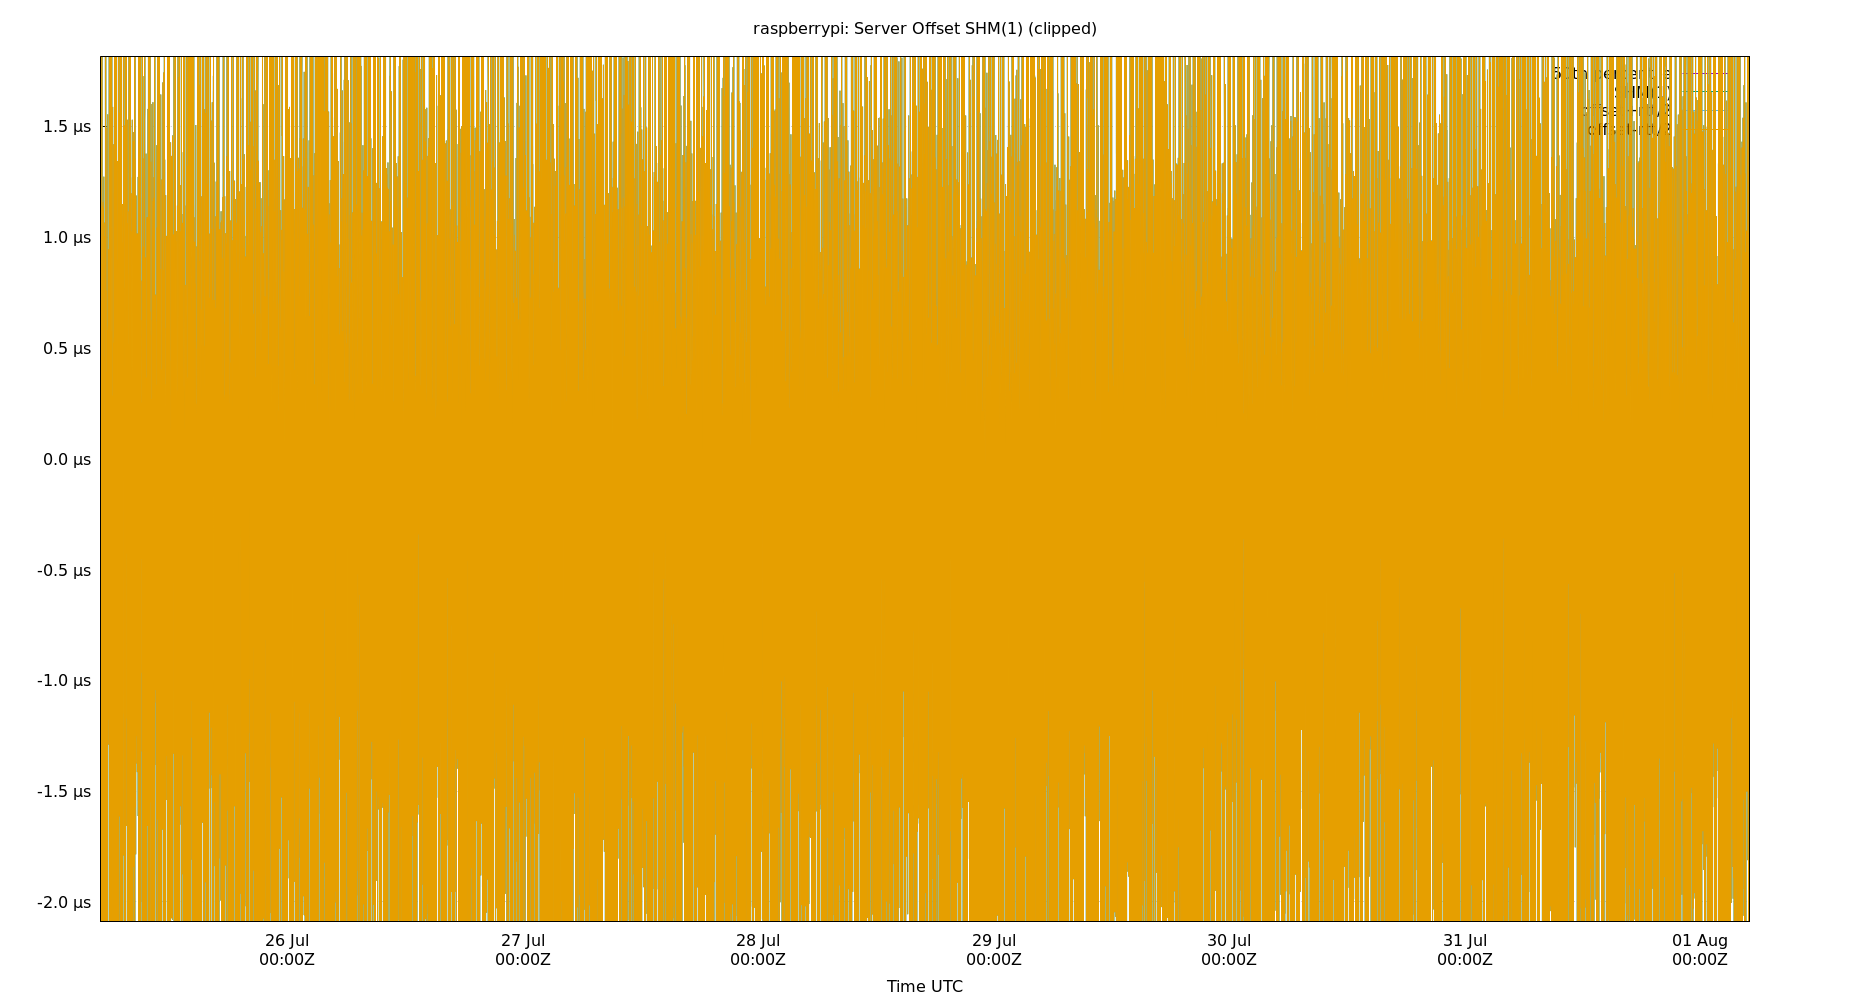 raspberrypi: Server Offset SHM(1) (clipped)
1.5 μs
1.0 μs
0.5 μs
0.0 μs
-0.5 μs
-1.0 μs
-1.5 μs
-2.0 μs
SHM(1)
26 Jul 27 Jul 28 Jul 29 Jul 30 Jul 31 Jul 01 Aug
00:00Z 00:00Z 00:00Z 00:00Z 00:00Z 00:00Z 00:00Z
Time UTC